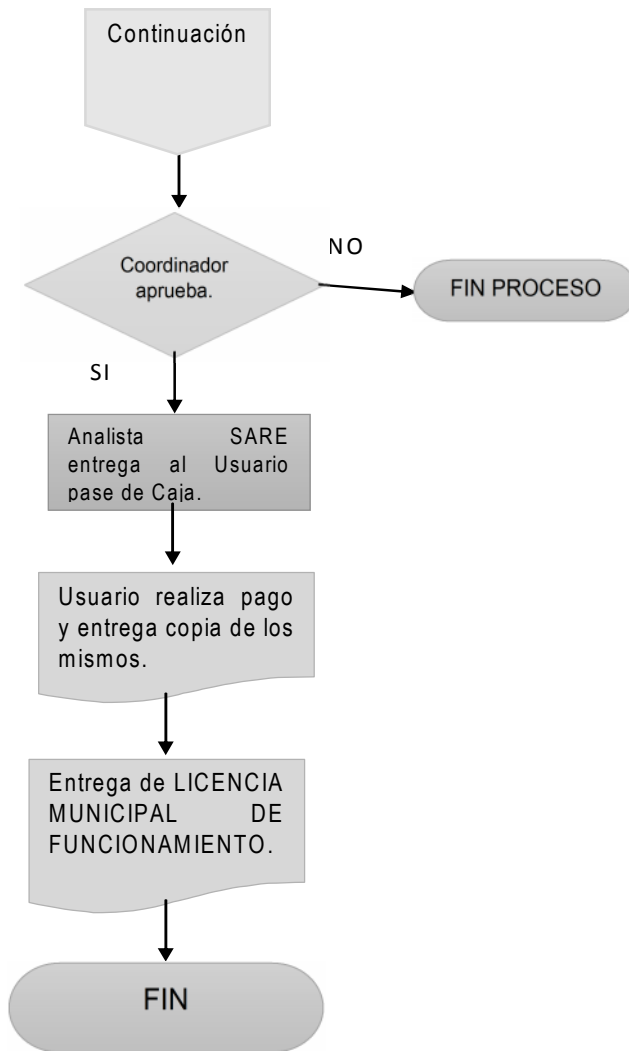 Continuación
Coordinador
aprueba.
NO
FIN PROCESO
SI
Analista SARE
entrega al Usuario
pase de Caja.
Usuario realiza pago
y entrega copia de los
mismos.
Entrega de LICENCIA
MUNICIPAL DE
FUNCIONAMIENTO.
FIN